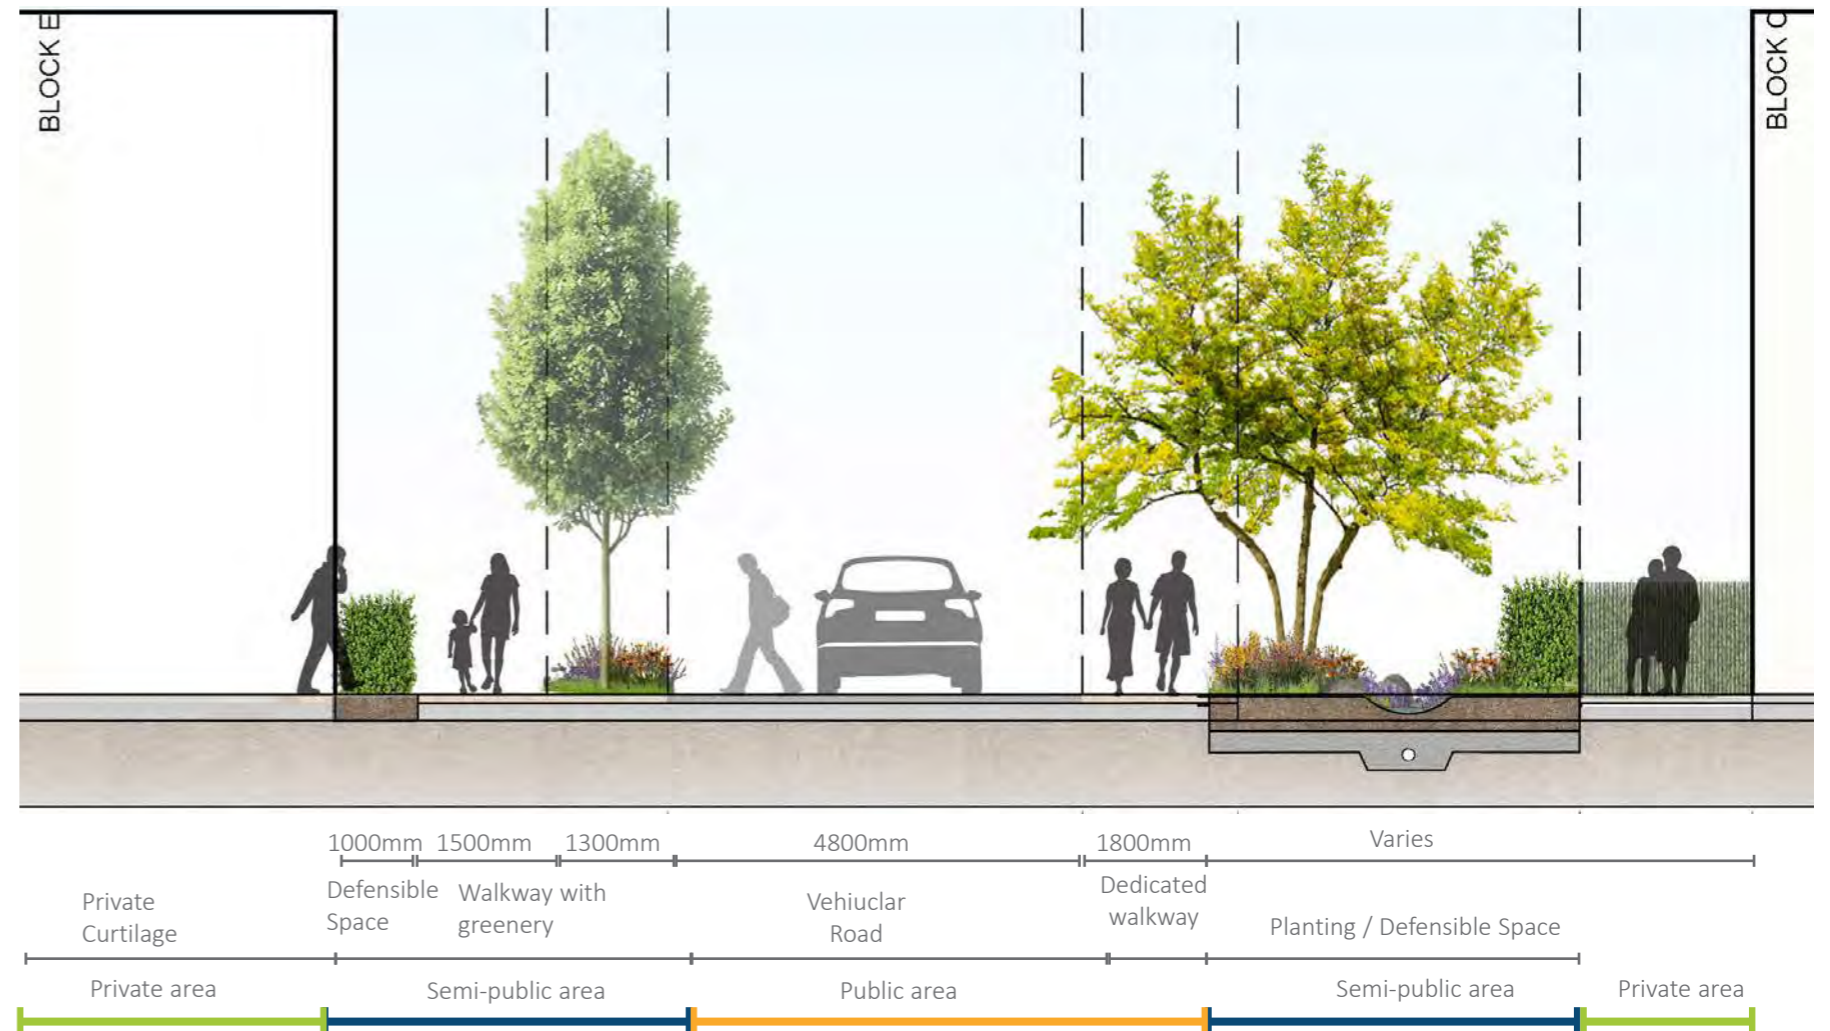 BLOCK E
BLOCK C
1000mm 1500mm 1300mm 4800mm 1800mm Varies
Private
Curtilage
Defensible
Space
Walkway with
greenery
Vehiuclar
Road
Dedicated
walkway
Planting / Defensible Space
Private area Semi-public area Public area Semi-public area Private area